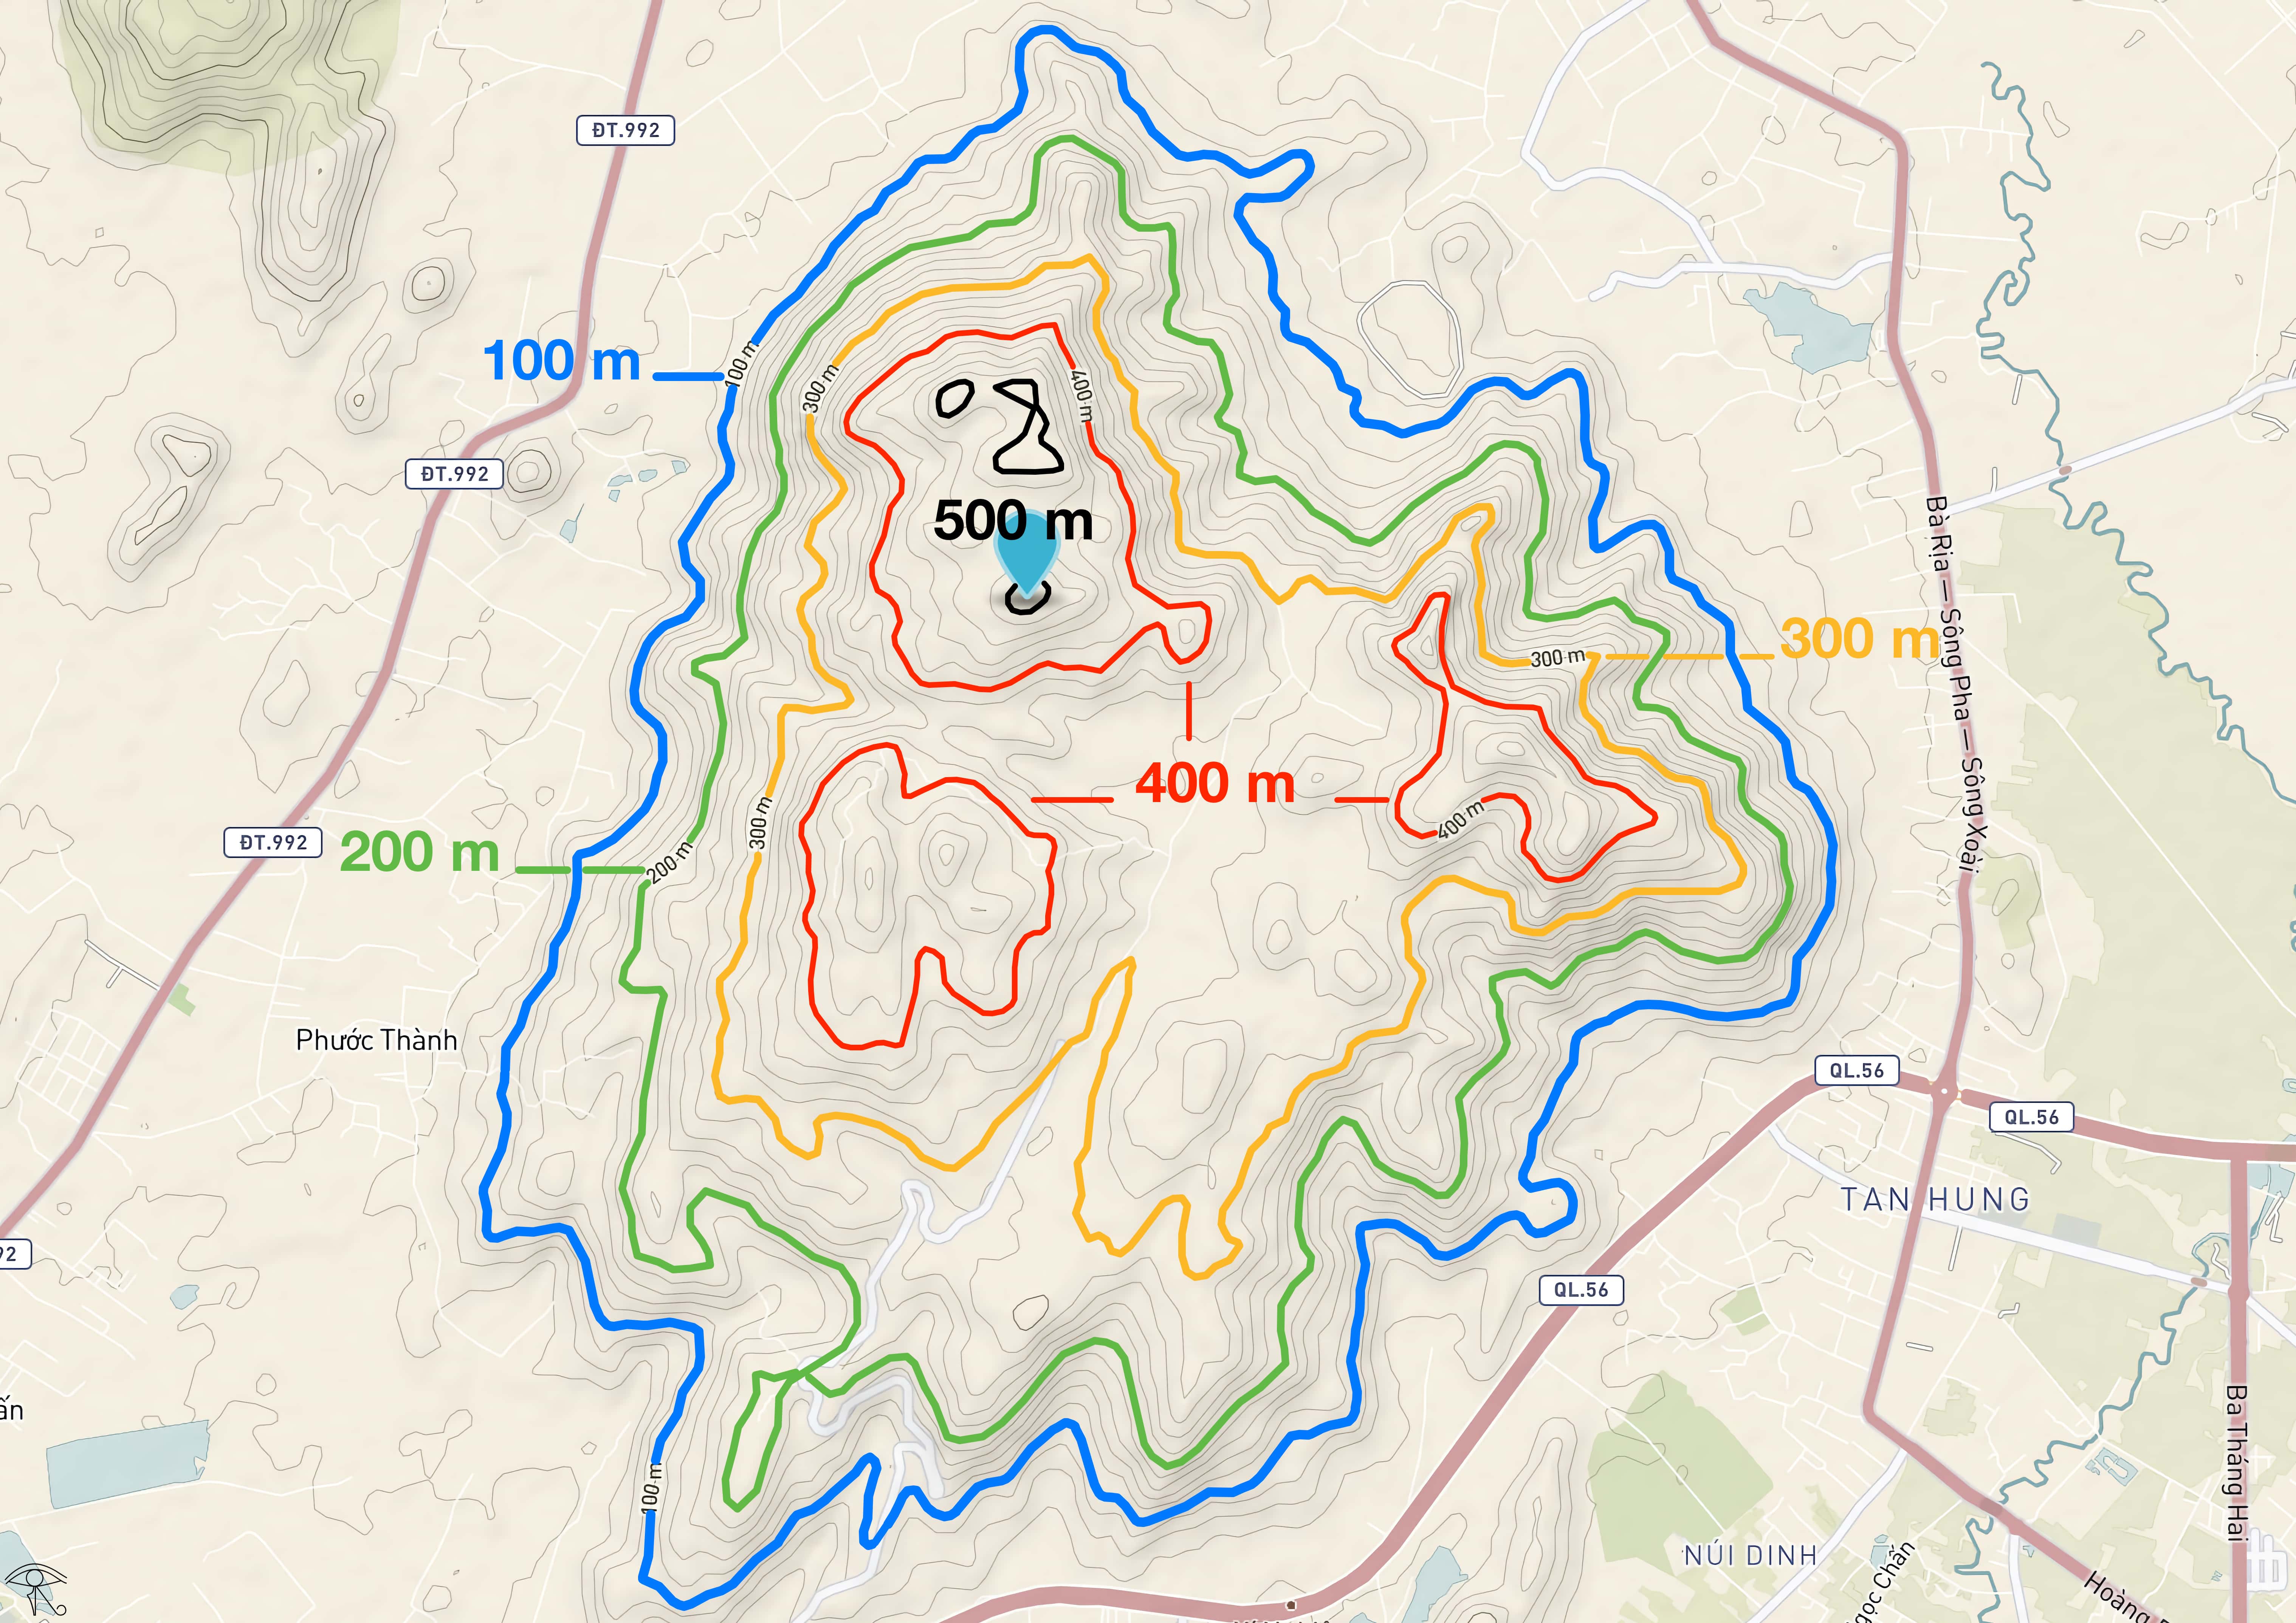 ĐT.992
100 m
100 m
300 m
400 m
ĐT.992
500 m
Bà Rịa — Sông Pha — Sông Xoài
300 m
300 m
400 m
300 m
400 m
ĐT.992
200 m
200 m
Phước Thành
QL.56
QL.56
TAN HUNG
92
QL.56
ấn
Ba Tháng Hai
100 m
NÚI DINH
gọc Chấn
Hoàng